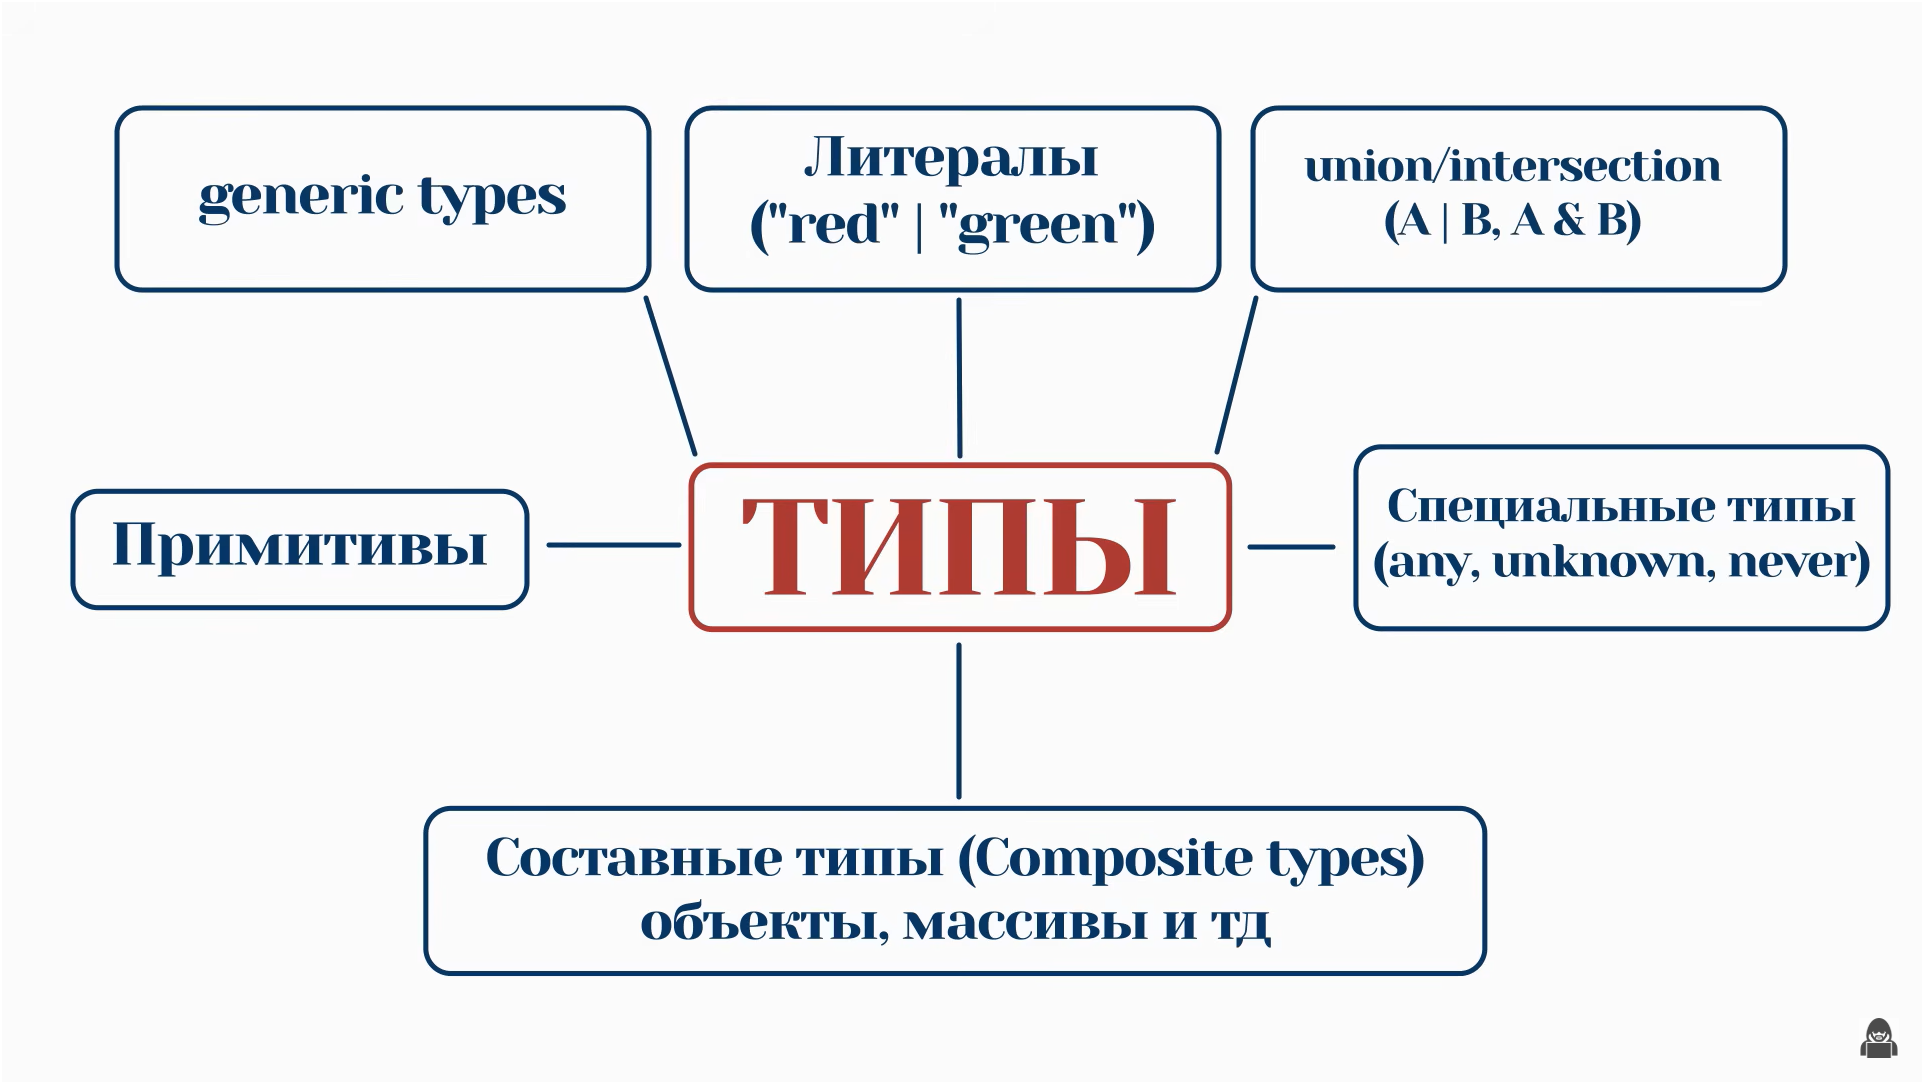 generic types
Литералы
("red" | "green")
union/intersection
(A | B, A & B)
Примитивы
ТИПЫ
Специальные типы
(any, unknown, never)
Составные типы (Composite types)
объекты, массивы и тд